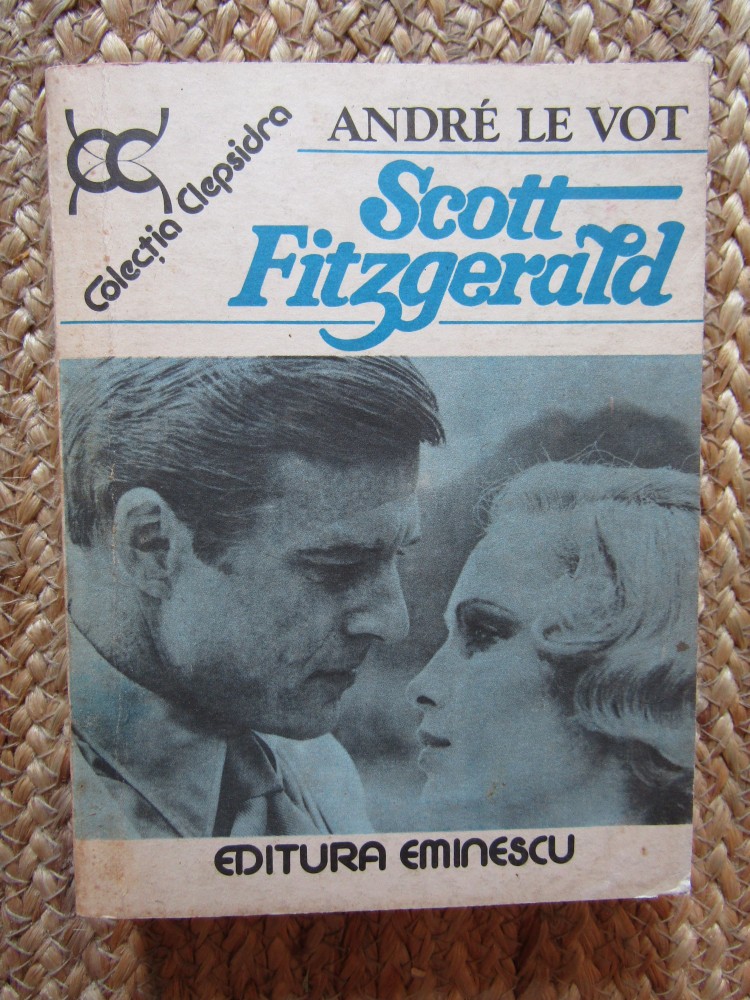 ANDRÉ LE VOT
Colecția Clepsidra
Scott
Fitzgerald
EDITURA EMINESCU